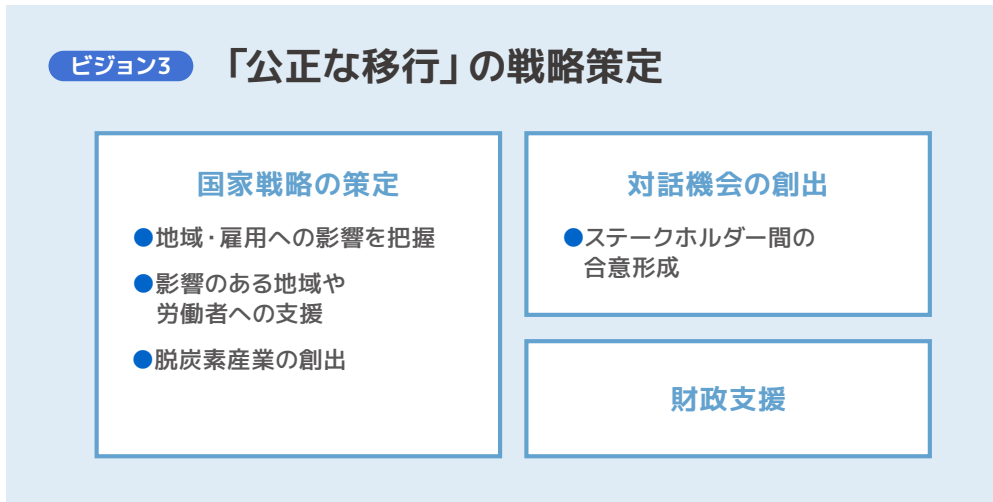 ビジョン3
「公正な移行」の戦略策定
国家戦略の策定
●地域・雇用への影響を把握
●影響のある地域や
労働者への支援
●脱炭素産業の創出
対話機会の創出
●ステークホルダー間の
合意形成
財政支援